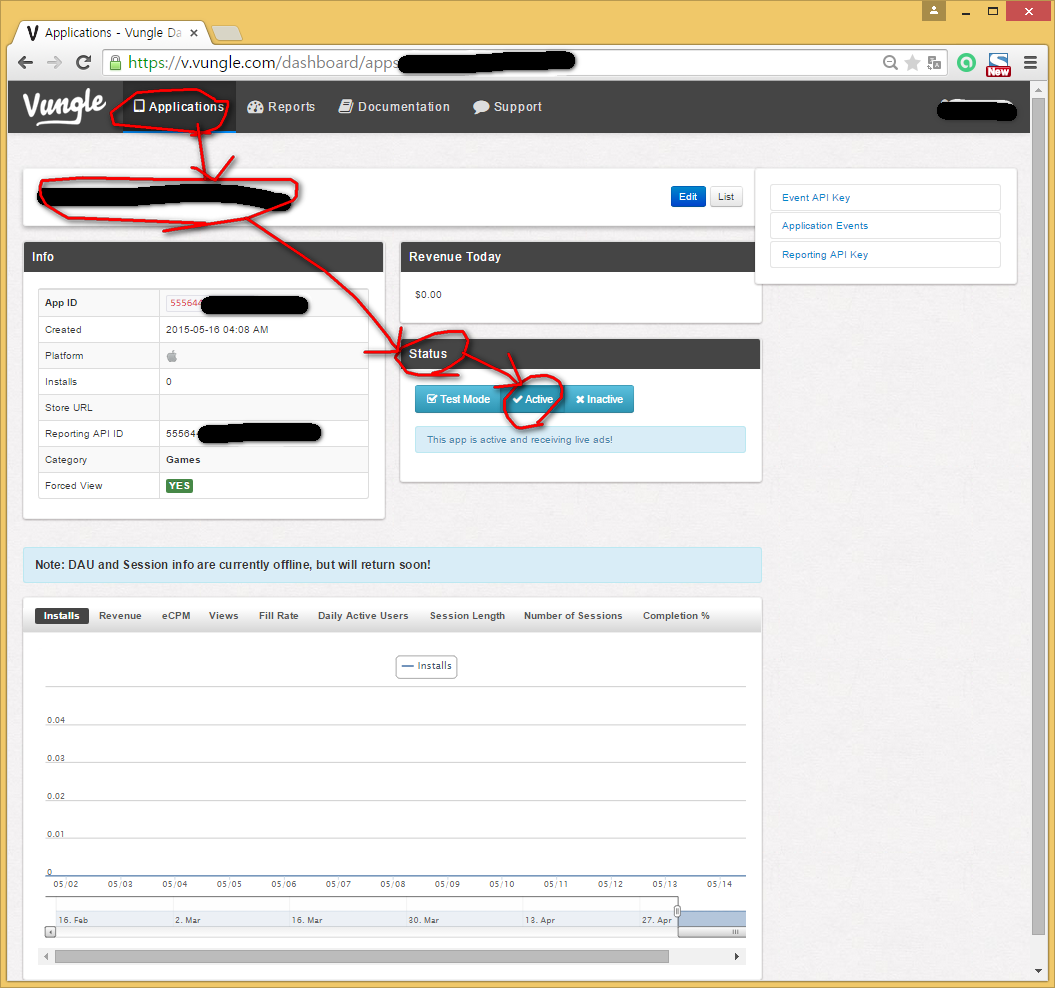 Applications - Vungle Da
https://v.vungle.com/dashboard/apps
New
Vungle
Applications
Reports
Documentation
Support
Edit
List
Event API Key
Application Events
Reporting API Key
Info
App ID
55564
Created 2015-05-16 04:08 AM
Platform
Installs 0
Store URL
Reporting API ID 55564
Category Games
Forced View YES
Revenue Today
$0.00
Status
Test Mode Active Inactive
This app is active and receiving live ads!
Note: DAU and Session info are currently offline, but will return soon!
Installs Revenue eCPM Views Fill Rate Daily Active Users Session Length Number of Sessions Completion %
Installs
0.04
0.03
0.02
0.01
0
05/02 05/03 05/04 05/05 05/06 05/07 05/08 05/09 05/10 05/11 05/12 05/13 05/14
16. Feb 2. Mar 16. Mar 30. Mar 13. Apr 27. Apr